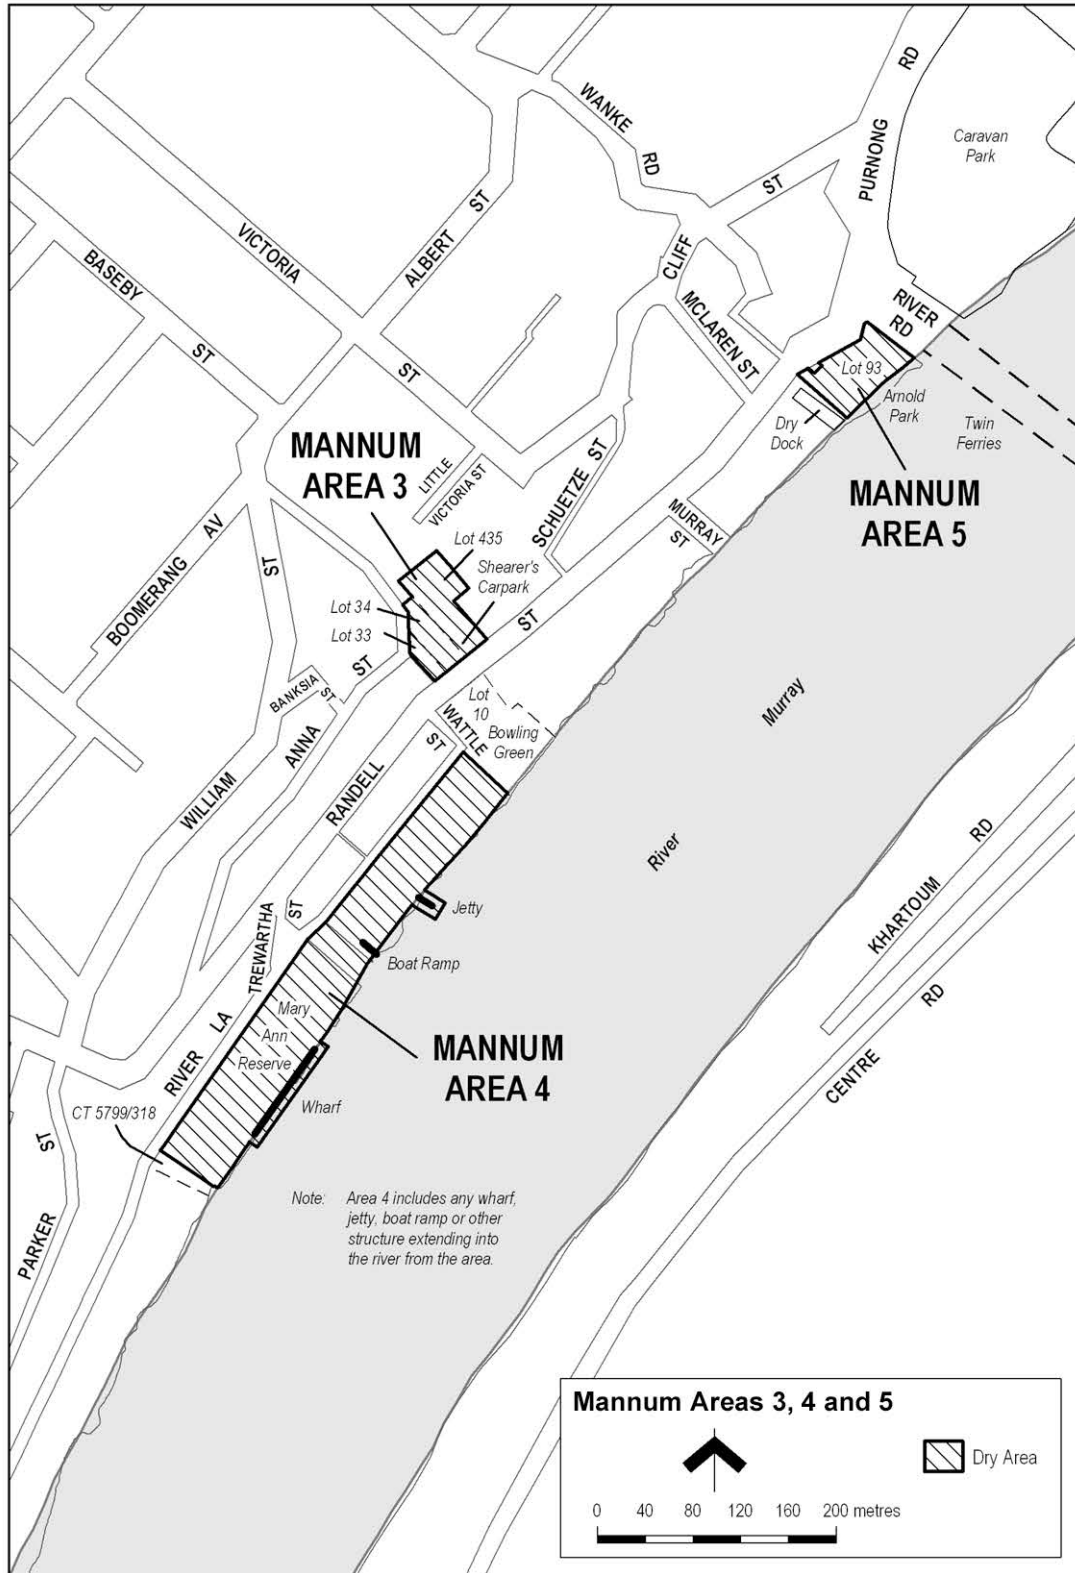 WANKE
RD
PURNONG
RD
Caravan
Park
VICTORIA
ST
ALBERT
ST
BASEBY
ST
CLIFF
ST
MCLAREN ST
RIVER
RD
Lot 93
Arnold
Park
Dry
Dock
Twin
Ferries
MANNUM
AREA 3
LITTLE
VICTORIA ST
SCHUETZE ST
MANNUM
AREA 5
BOOMERANG AV
MURRAY
ST
Lot 435
Shearer's
Carpark
Lot 34
Lot 33
ST
ST
BANKSIA
ST
ANNA
ST
WILLIAM
Lot
10
Bowling
Green
WATTLE
ST
RANDELL
Murray
River
Jetty
Boat Ramp
TREWARTHA
ST
KHARTOUM
RD
CENTRE
RD
Mary
Ann
Reserve
MANNUM
AREA 4
RIVER
LA
Wharf
CT 5799/318
PARKER
ST
Note: Area 4 includes any wharf,
jetty, boat ramp or other
structure extending into
the river from the area.
Mannum Areas 3, 4 and 5
Dry Area
0 40 80 120 160 200 metres